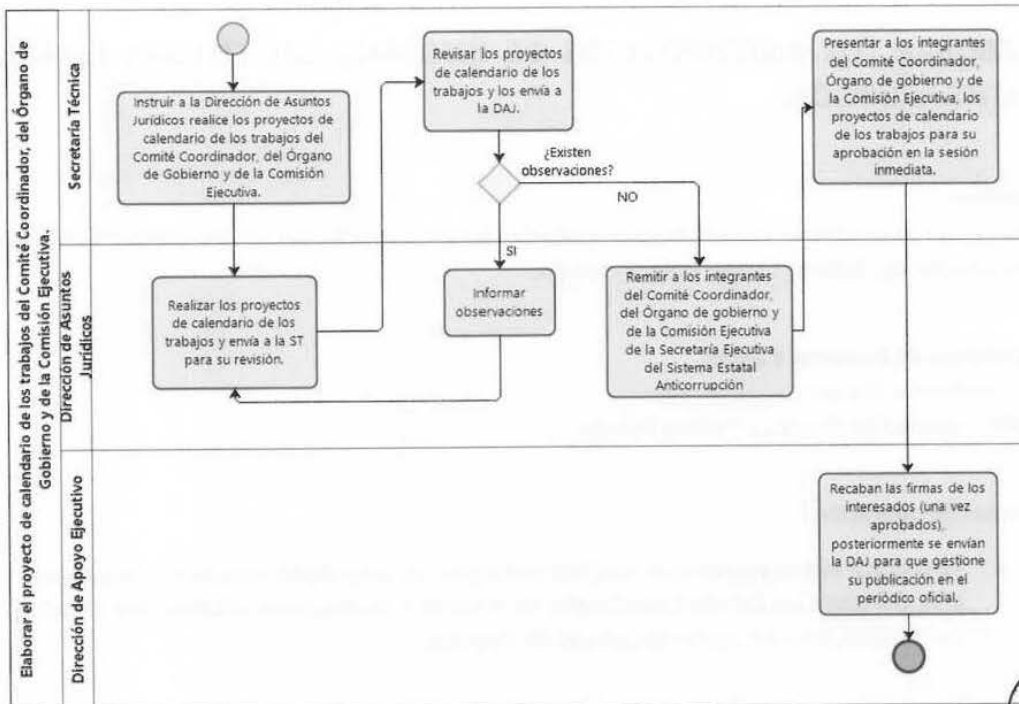 Elaborar el proyecto de calendario de los trabajos del Comité Coordinador, del Órgano de
Gobierno y de la Comisión Ejecutiva.
Secretaría Técnica
Instruir a la Dirección de Asuntos
Jurídicos realice los proyectos de
calendario de los trabajos del
Comité Coordinador, del Órgano
de Gobierno y de la Comisión
Ejecutiva.
Revisar los proyectos
de calendario de los
trabajos y los envía a
la DAJ.
¿Existen
observaciones?
NO
SI
Presentar a los integrantes
del Comité Coordinador,
Órgano de gobierno y de
la Comisión Ejecutiva, los
proyectos de calendario
de los trabajos para su
aprobación en la sesión
inmediata.
Dirección de Asuntos
Jurídicos
Realizar los proyectos
de calendario de los
trabajos y envía a la ST
para su revisión.
Informar
observaciones
Remitir a los integrantes
del Comité Coordinador,
del Órgano de gobierno y
de la Comisión Ejecutiva
de la Secretaría Ejecutiva
del Sistema Estatal
Anticorrupción
Dirección de Apoyo Ejecutivo
Recaban las firmas de los
interesados (una vez
aprobados),
posteriormente se envían
la DAJ para que gestione
su publicación en el
periódico oficial.